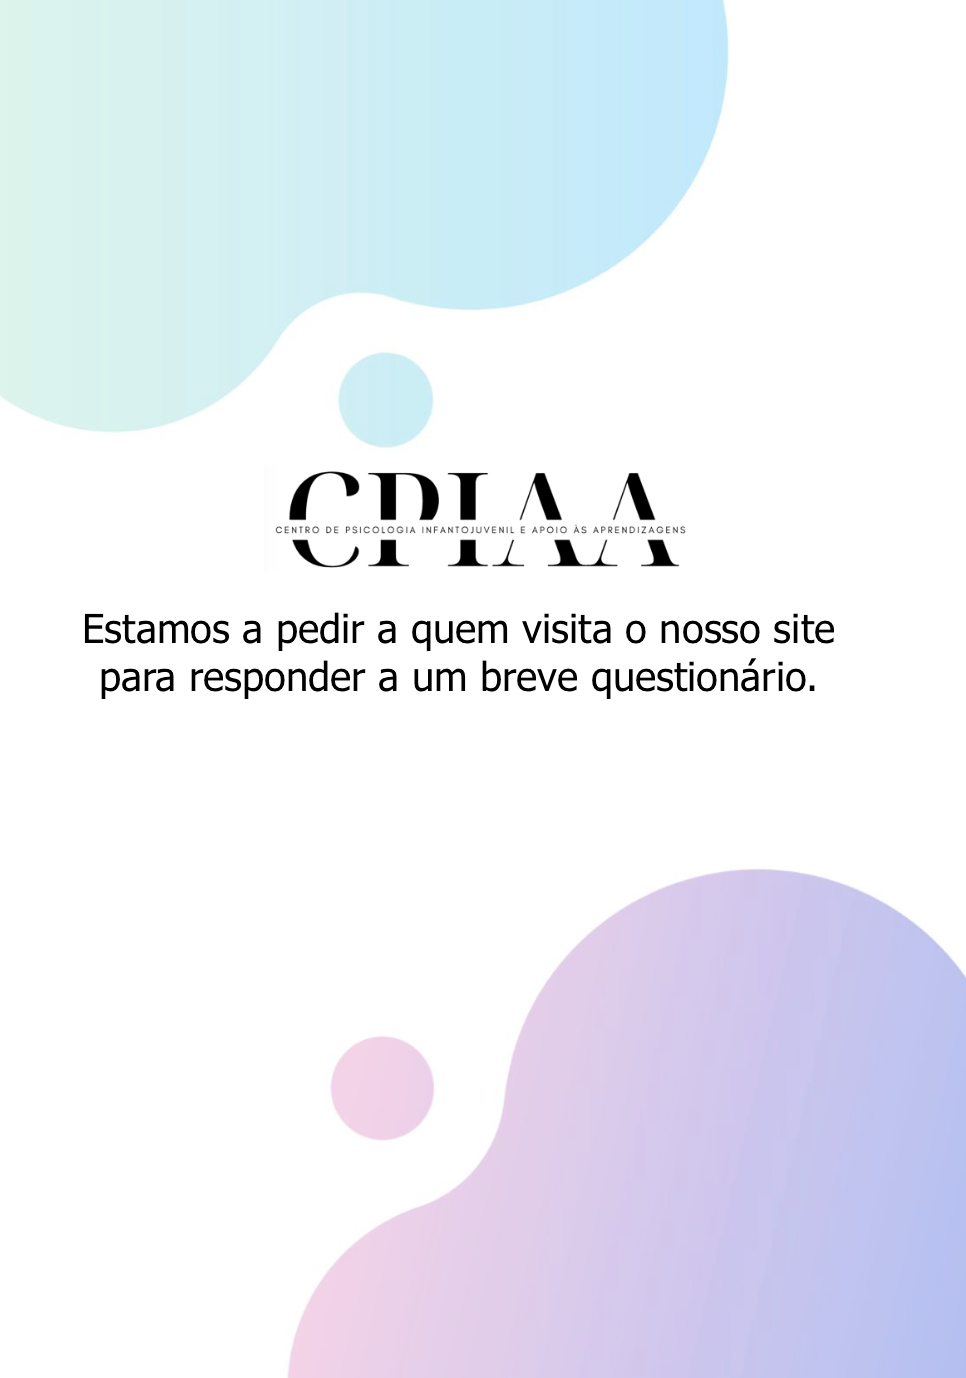 CPIAA
CENTRO DE PSICOLOGIA INFANTOJUVENIL E APOIO ÀS APRENDIZAGENS
Estamos a pedir a quem visita o nosso site
para responder a um breve questionário.